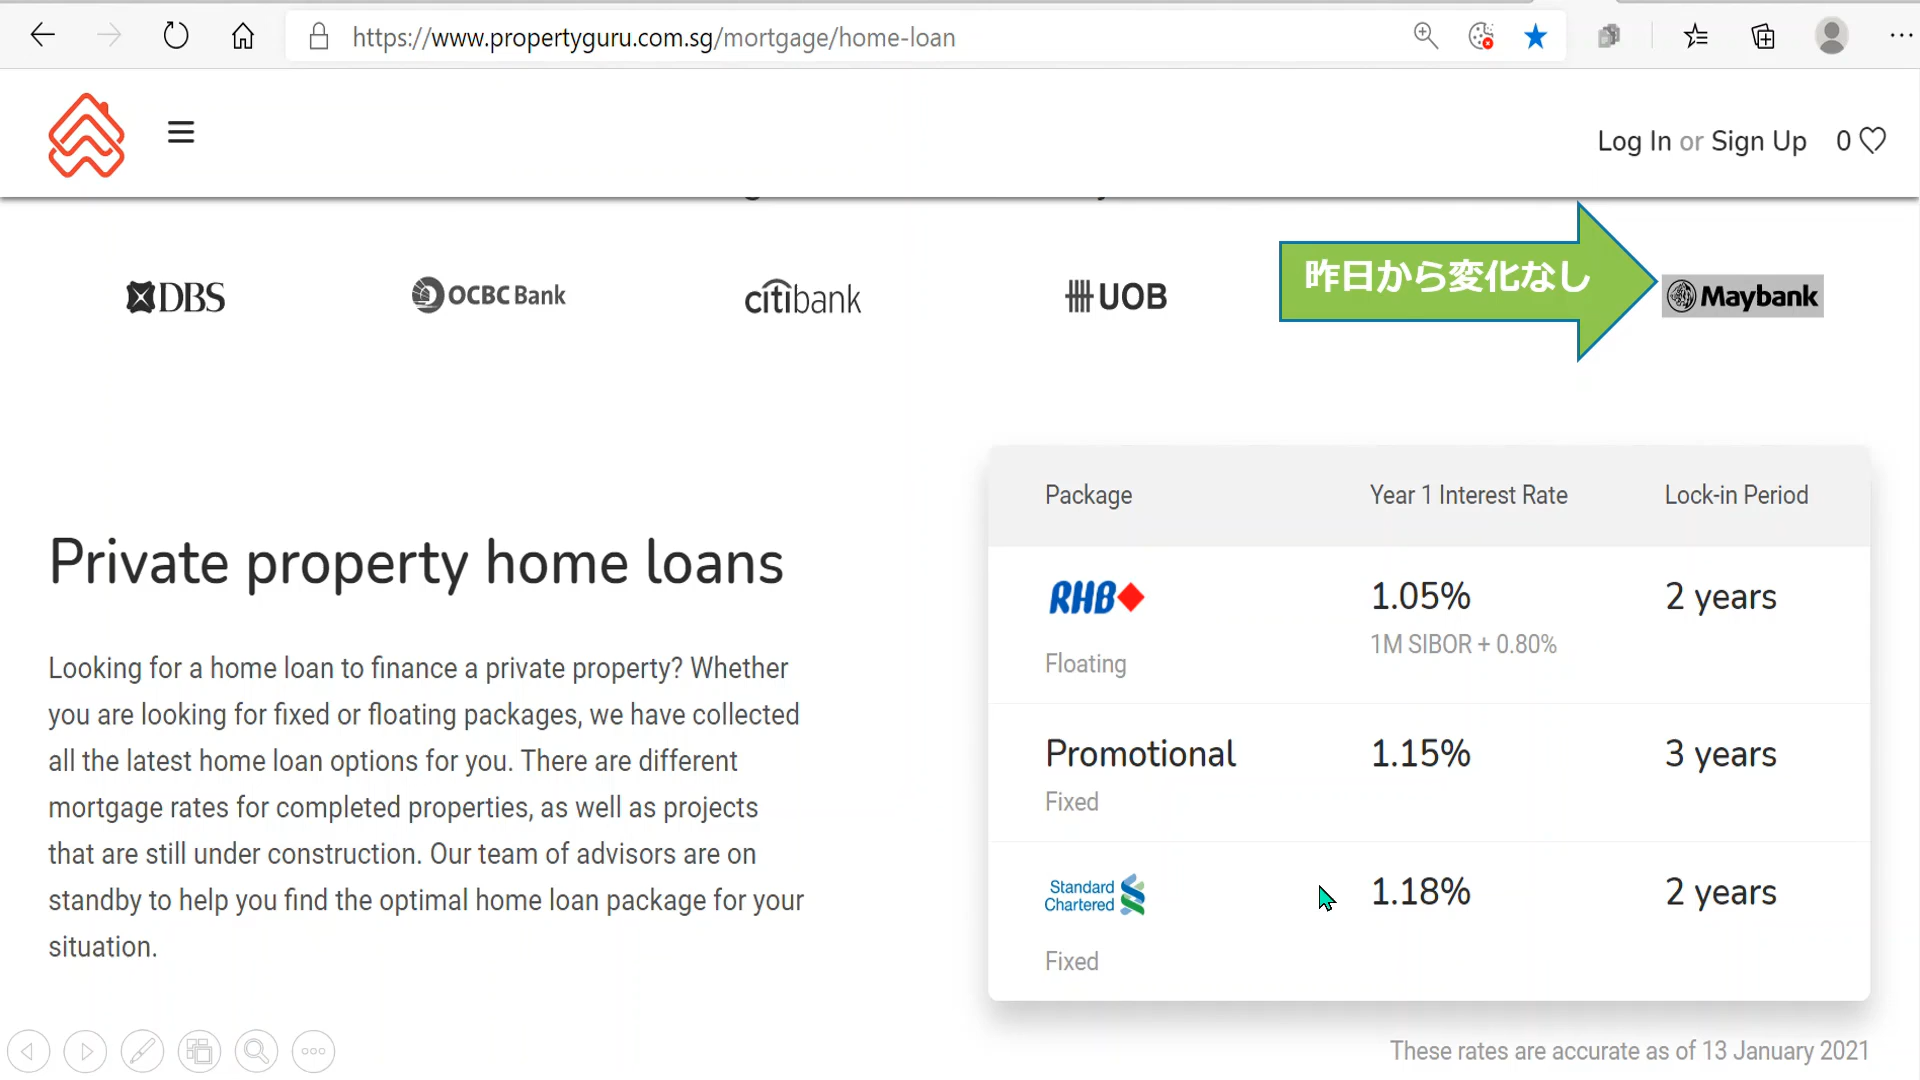 https://www.propertyguru.com.sg/mortgage/home-loan
Log In or Sign Up 0
DBS
OCBC Bank
citibank
UOB
昨日から変化なし
Maybank
Private property home loans
Looking for a home loan to finance a private property? Whether
you are looking for fixed or floating packages, we have collected
all the latest home loan options for you. There are different
mortgage rates for completed properties, as well as projects
that are still under construction. Our team of advisors are on
standby to help you find the optimal home loan package for your
situation.
Package Year 1 Interest Rate Lock-in Period
RHB 1.05% 2 years
1M SIBOR + 0.80%
Floating
Promotional 1.15% 3 years
Fixed
Standard
Chartered 1.18% 2 years
Fixed
These rates are accurate as of 13 January 2021